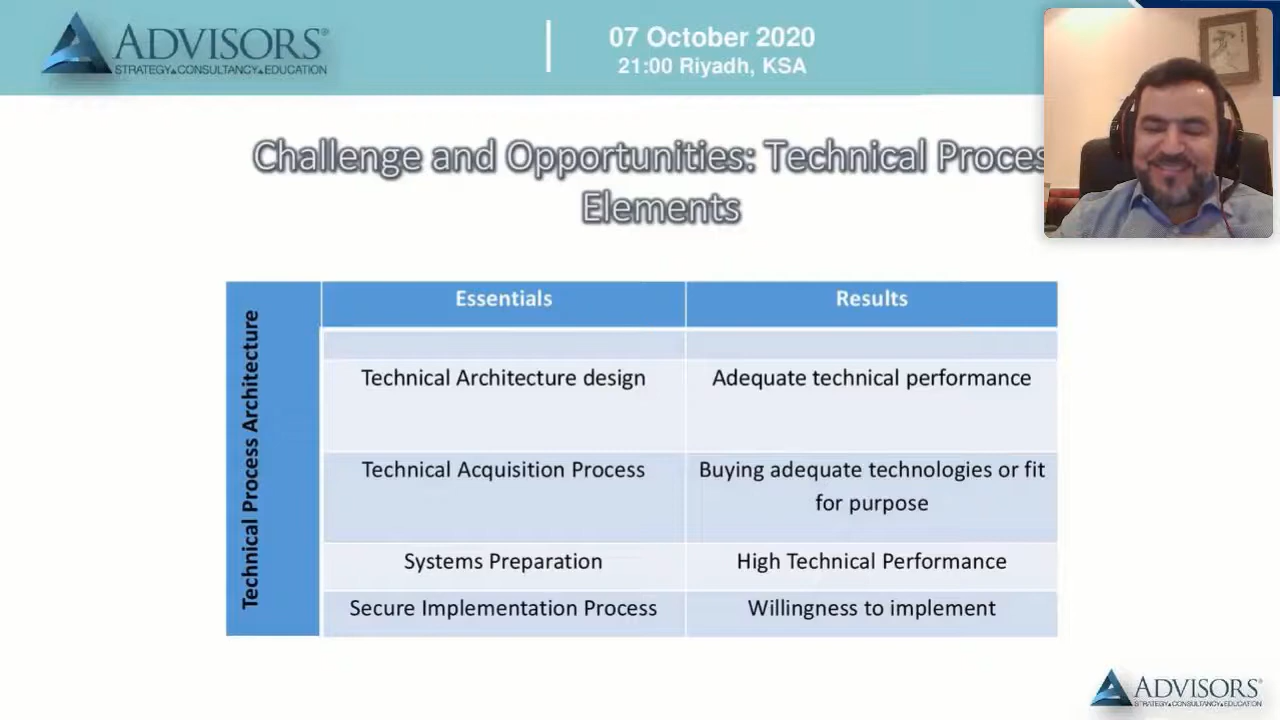 ADVISORS®
STRATEGY▲CONSULTANCY▲EDUCATION
07 October 2020
21:00 Riyadh, KSA
Challenge and Opportunities: Technical
Elements
Technical Process Architecture
Essentials
Results
Technical Architecture design
Adequate technical performance
Technical Acquisition Process
Buying adequate technologies or fit
for purpose
Systems Preparation
High Technical Performance
Secure Implementation Process
Willingness to implement
ADVISORS®
STRATEGY▲CONSULTANCY▲EDUCATION